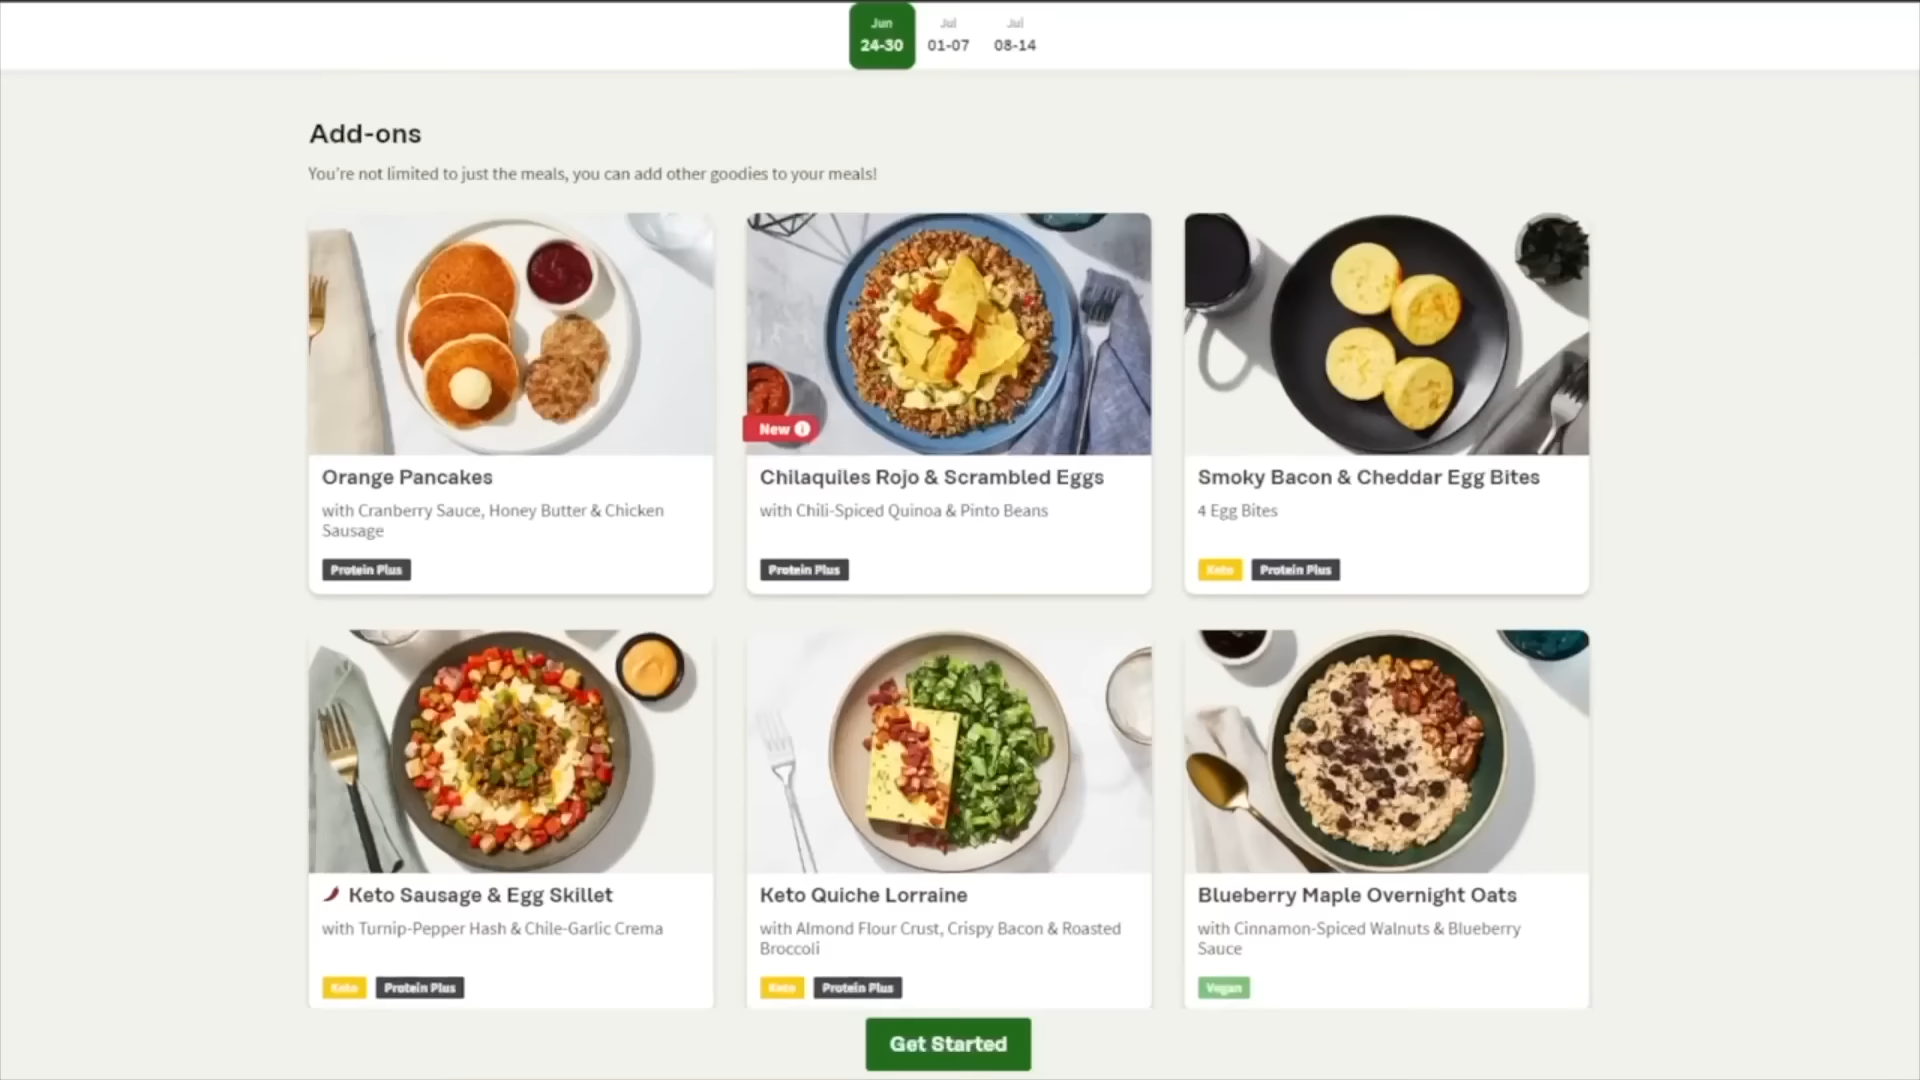 Jun
24-30
Jul
01-07
Jul
08-14
Add-ons
You're not limited to just the meals, you can add other goodies to your meals!
New
Orange Pancakes
with Cranberry Sauce, Honey Butter & Chicken
Sausage
Protein Plus
Chilaquiles Rojo & Scrambled Eggs
with Chili-Spiced Quinoa & Pinto Beans
Protein Plus
Smoky Bacon & Cheddar Egg Bites
4 Egg Bites
Keto
Protein Plus
Keto Sausage & Egg Skillet
with Turnip-Pepper Hash & Chile-Garlic Crema
Keto
Protein Plus
Keto Quiche Lorraine
with Almond Flour Crust, Crispy Bacon & Roasted
Broccoli
Keto
Protein Plus
Blueberry Maple Overnight Oats
with Cinnamon-Spiced Walnuts & Blueberry
Sauce
Vegan
Get Started